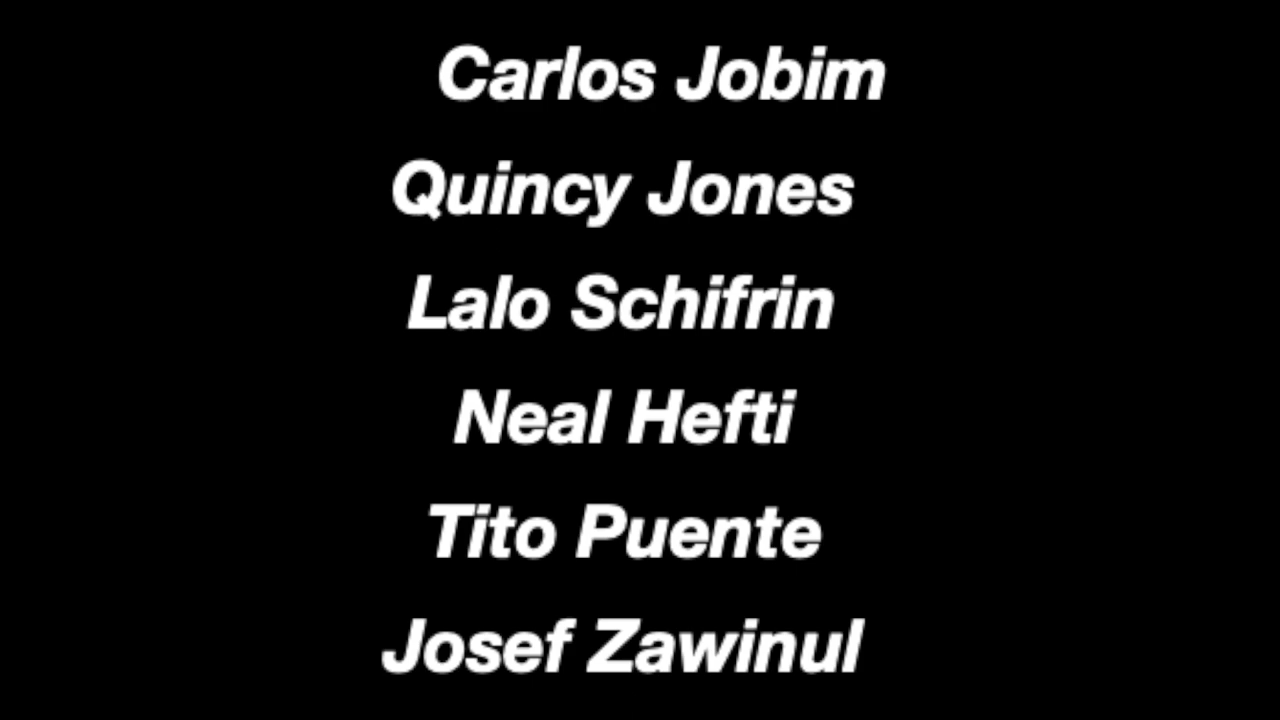 Carlos Jobim
Quincy Jones
Lalo Schifrin
Neal Hefti
Tito Puente
Josef Zawinul